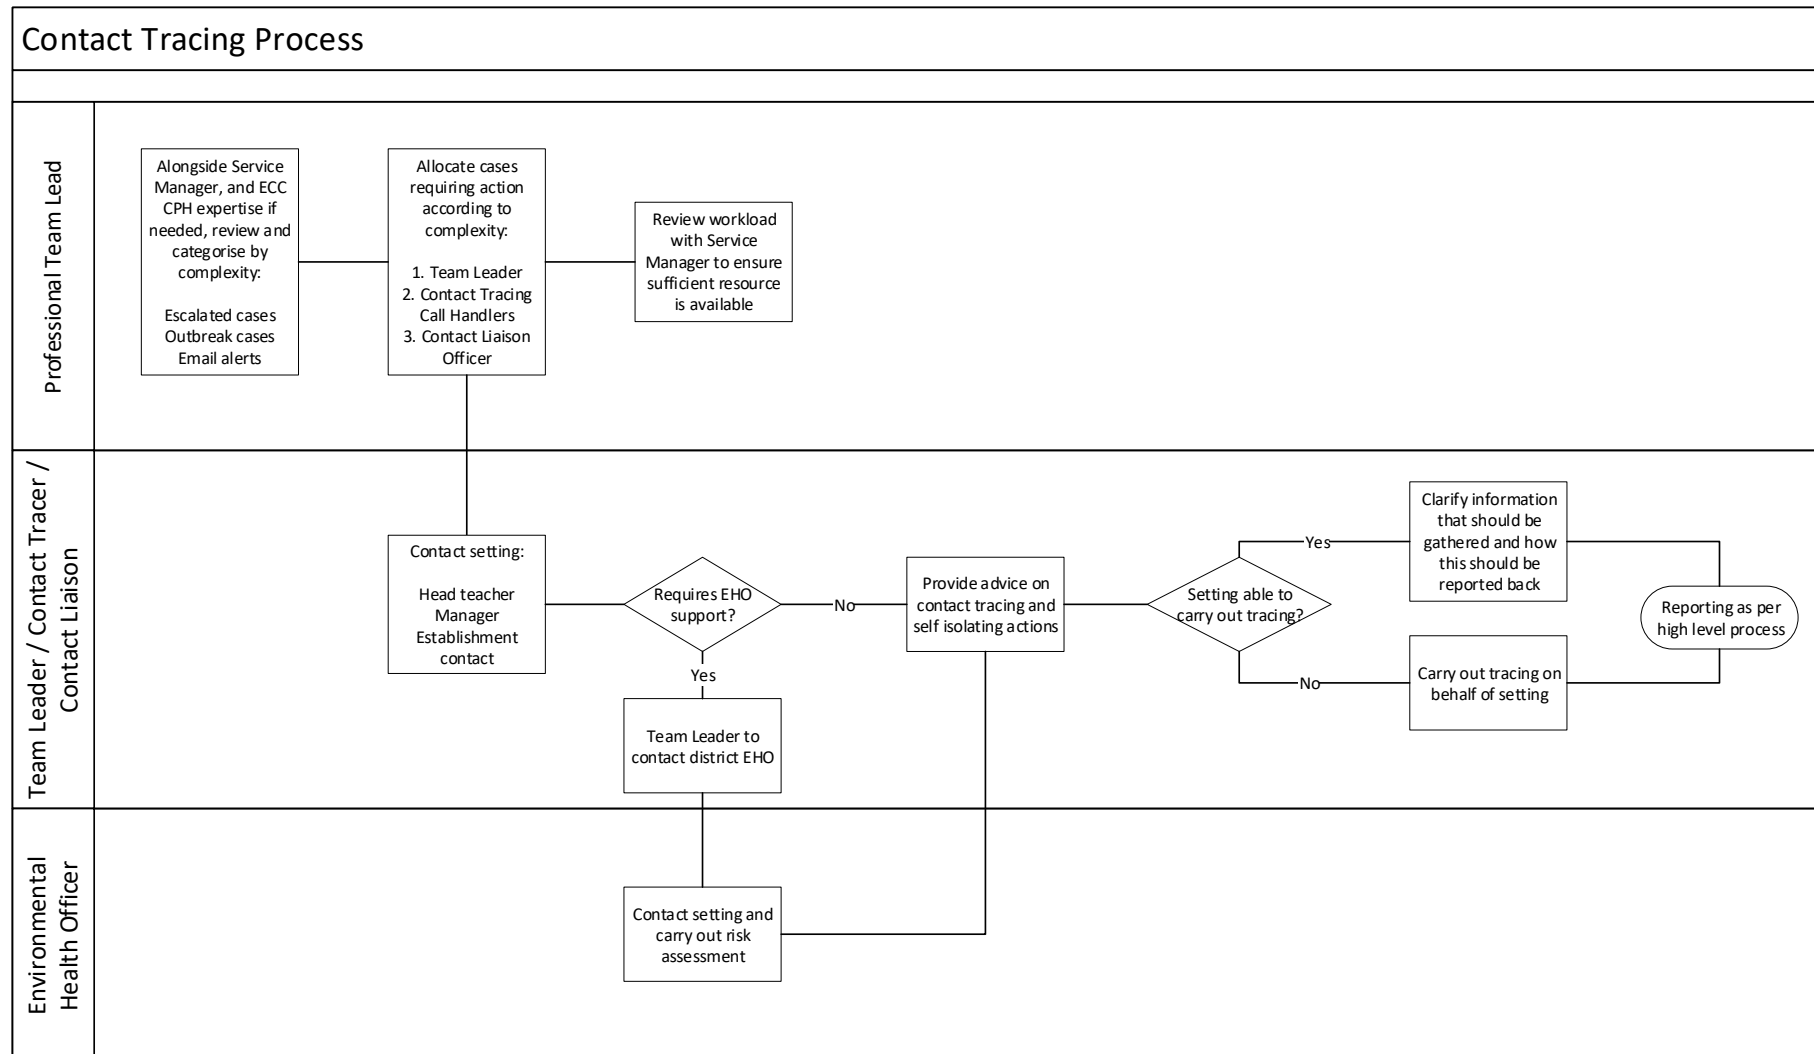 Contact Tracing Process
Professional Team Lead
Alongside Service
Manager, and ECC
CPH expertise if
needed, review and
categorise by
complexity:
Escalated cases
Outbreak cases
Email alerts
Allocate cases
requiring action
according to
complexity:
1. Team Leader
2. Contact Tracing
Call Handlers
3. Contact Liaison
Officer
Review workload
with Service
Manager to ensure
sufficient resource
is available
Team Leader / Contact Tracer /
Contact Liaison
Contact setting:
Head teacher
Manager
Establishment
contact
Requires EHO
support?
No
Yes
Team Leader to
contact district EHO
Provide advice on
contact tracing and
self isolating actions
Setting able to
carry out tracing?
Yes
Clarify information
that should be
gathered and how
this should be
reported back
No
Carry out tracing on
behalf of setting
Reporting as per
high level process
Environmental
Health Officer
Contact setting and
carry out risk
assessment